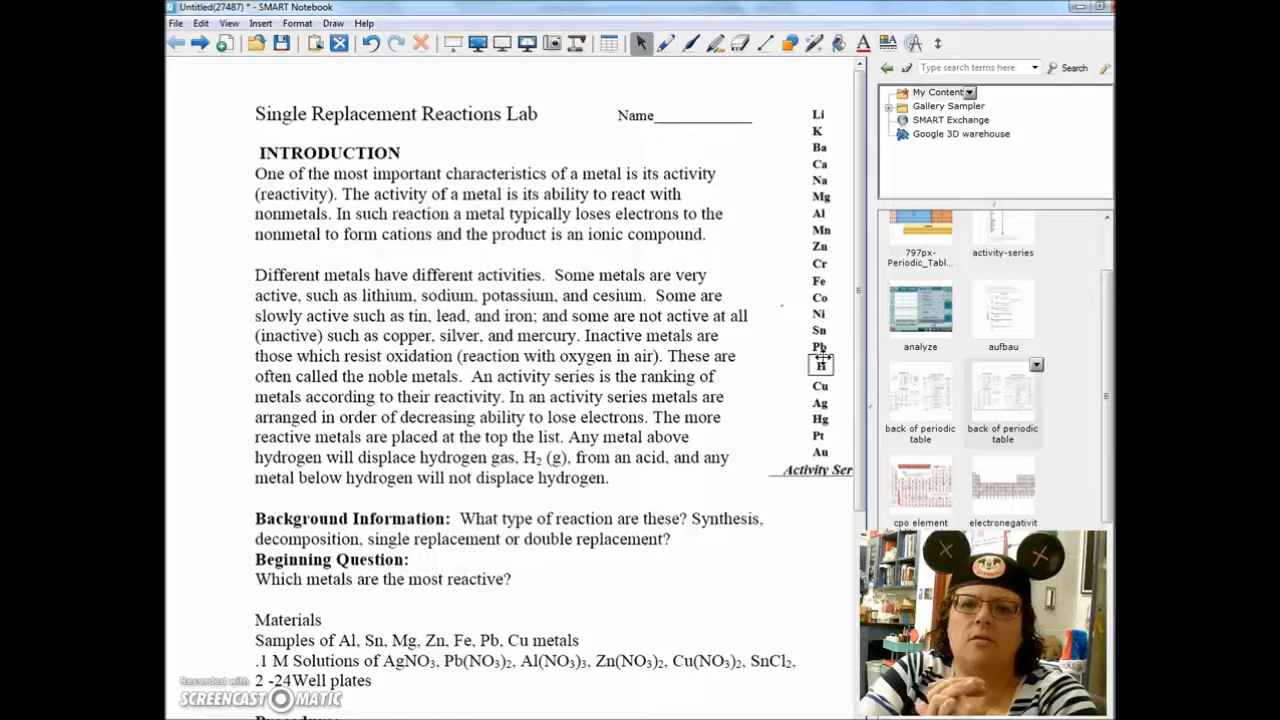 Untitled(27487) * - SMART Notebook
File Edit View Insert Format Draw Help
Type search terms here Search
My Content
Gallery Sampler
SMART Exchange
Google 3D warehouse
Single Replacement Reactions Lab Name__________
INTRODUCTION
One of the most important characteristics of a metal is its activity
(reactivity). The activity of a metal is its ability to react with
nonmetals. In such reaction a metal typically loses electrons to the
nonmetal to form cations and the product is an ionic compound.
Different metals have different activities. Some metals are very
active, such as lithium, sodium, potassium, and cesium. Some are
slowly active such as tin, lead, and iron; and some are not active at all
(inactive) such as copper, silver, and mercury. Inactive metals are
those which resist oxidation (reaction with oxygen in air). These are
often called the noble metals. An activity series is the ranking of
metals according to their reactivity. In an activity series metals are
arranged in order of decreasing ability to lose electrons. The more
reactive metals are placed at the top the list. Any metal above
hydrogen will displace hydrogen gas, H₂ (g), from an acid, and any
metal below hydrogen will not displace hydrogen.
Background Information: What type of reaction are these? Synthesis,
decomposition, single replacement or double replacement?
Beginning Question:
Which metals are the most reactive?
Materials
Samples of Al, Sn, Mg, Zn, Fe, Pb, Cu metals
.1 M Solutions of AgNO₃, Pb(NO₃)₂, Al(NO₃)₃, Zn(NO₃)₂, Cu(NO₃)₂, SnCl₂,
2 -24Well plates
Li
K
Ba
Ca
Na
Mg
Al
Mn
Zn
Cr
Fe
Co
Ni
Sn
Pb
H
Cu
Ag
Hg
Pt
Au
Activity Ser
797px-
Periodic_Tabl...
activity-series
analyze
aufbau
back of periodic
table
back of periodic
table
cpo element
electronegativit
Recorded with
SCREENCAST MATIC